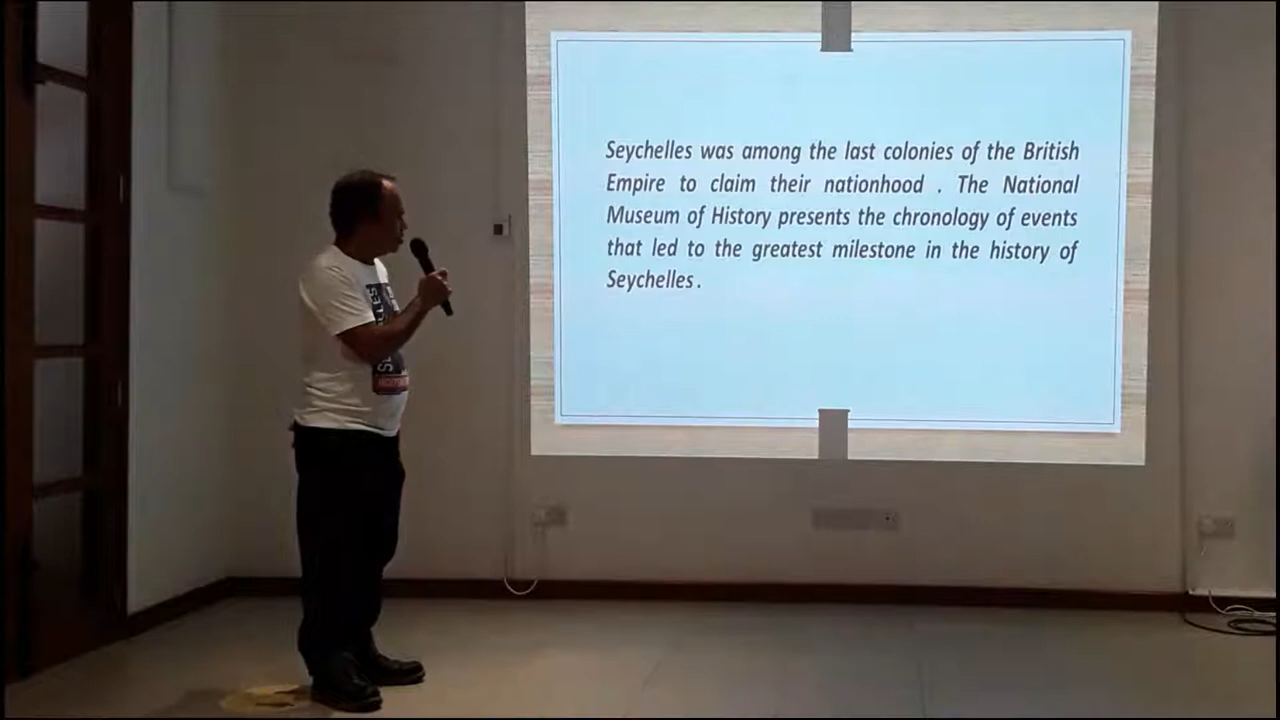 Seychelles was among the last colonies of the British
Empire to claim their nationhood . The National
Museum of History presents the chronology of events
that led to the greatest milestone in the history of
Seychelles .